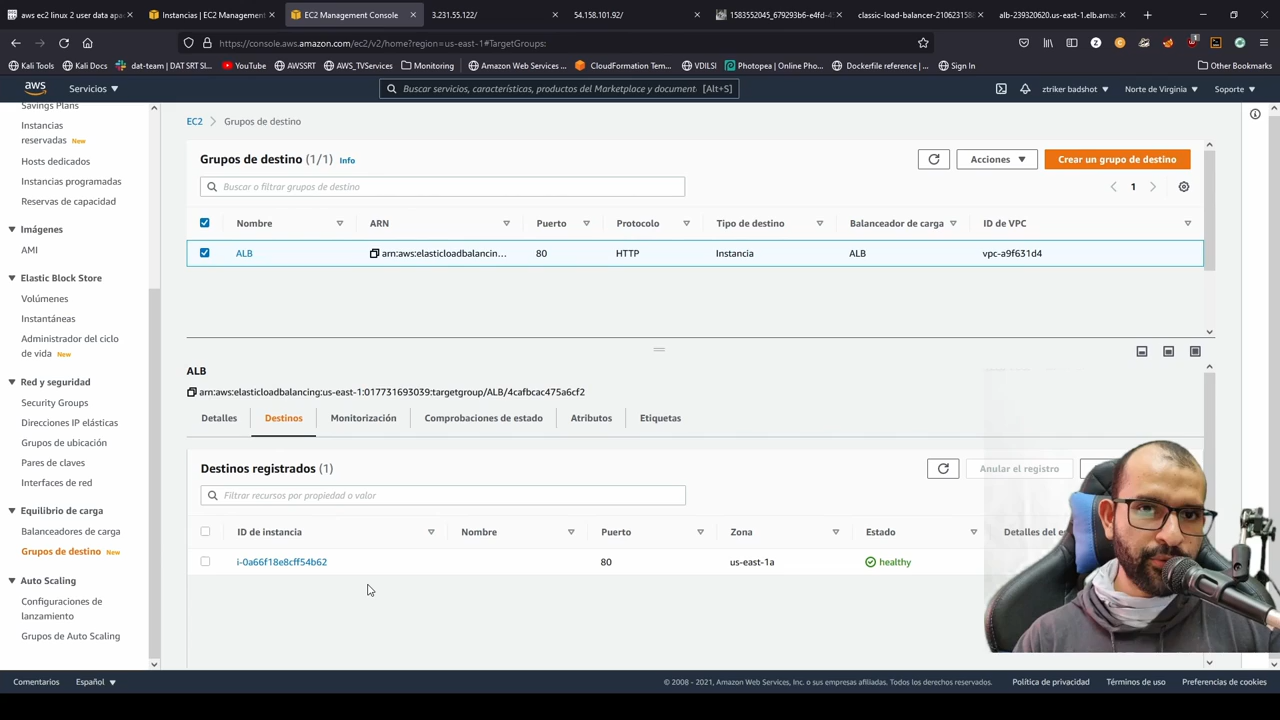 aws ec2 linux 2 user data apa
Instancias | EC2 Management
EC2 Management Console
3.231.55.122/
54.158.101.92/
1583552045_679293b6-e4fd-43
classic-load-balancer-210623158
alb-239320620.us-east-1.elb.amaz
https://console.aws.amazon.com/ec2/v2/home?region=us-east-1#TargetGroups:
Kali Tools
Kali Docs
dat-team | DAT SRT Sl...
YouTube
AWSSRT
AWS_TVServices
Monitoring
Amazon Web Services ...
CloudFormation Tem...
VDILSI
Photopea | Online Pho...
Dockerfile reference | ...
Sign In
Other Bookmarks
aws
Servicios
Buscar servicios, características, productos del Marketplace y document
[Alt+S]
ztriker badshot
Norte de Virginia
Soporte
Savings Plans
Instancias
reservadas New
Hosts dedicados
Instancias programadas
Reservas de capacidad
Imágenes
AMI
Elastic Block Store
Volúmenes
Instantáneas
Administrador del ciclo
de vida New
Red y seguridad
Security Groups
Direcciones IP elásticas
Grupos de ubicación
Pares de claves
Interfaces de red
Equilibrio de carga
Balanceadores de carga
Grupos de destino New
Auto Scaling
Configuraciones de
lanzamiento
Grupos de Auto Scaling
EC2 > Grupos de destino
Grupos de destino (1/1) Info
Acciones
Crear un grupo de destino
Buscar o filtrar grupos de destino
1
Nombre ARN Puerto Protocolo Tipo de destino Balanceador de carga ID de VPC
ALB arn:aws:elasticloadbalancin... 80 HTTP Instancia ALB vpc-a9f631d4
ALB
arn:aws:elasticloadbalancing:us-east-1:017731693039:targetgroup/ALB/4cafbcac475a6cf2
Detalles Destinos Monitorización Comprobaciones de estado Atributos Etiquetas
Destinos registrados (1)
Anular el registro
Filtrar recursos por propiedad o valor
ID de instancia Nombre Puerto Zona Estado Detalles del es
i-0a66f18e8cff54b62 80 us-east-1a healthy
Comentarios
Español
© 2008 - 2021, Amazon Web Services, Inc. o sus empresas afiliadas. Todos los derechos reservados.
Política de privacidad
Términos de uso
Preferencias de cookies